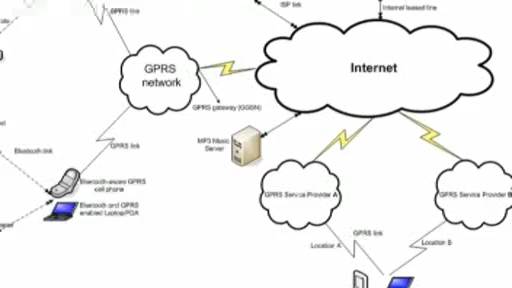 GPRS link
ISP link
Internet leased line
GPRS
network
Internet
GPRS gateway (GGSN)
MP3 Music
Server
GPRS link
Bluetooth link
Bluetooth-aware GPRS
cell phone
Bluetooth and GPRS
enabled Laptop/PDA
GPRS Service Provider A
GPRS Service Provider B
GPRS link
Location A
Location B